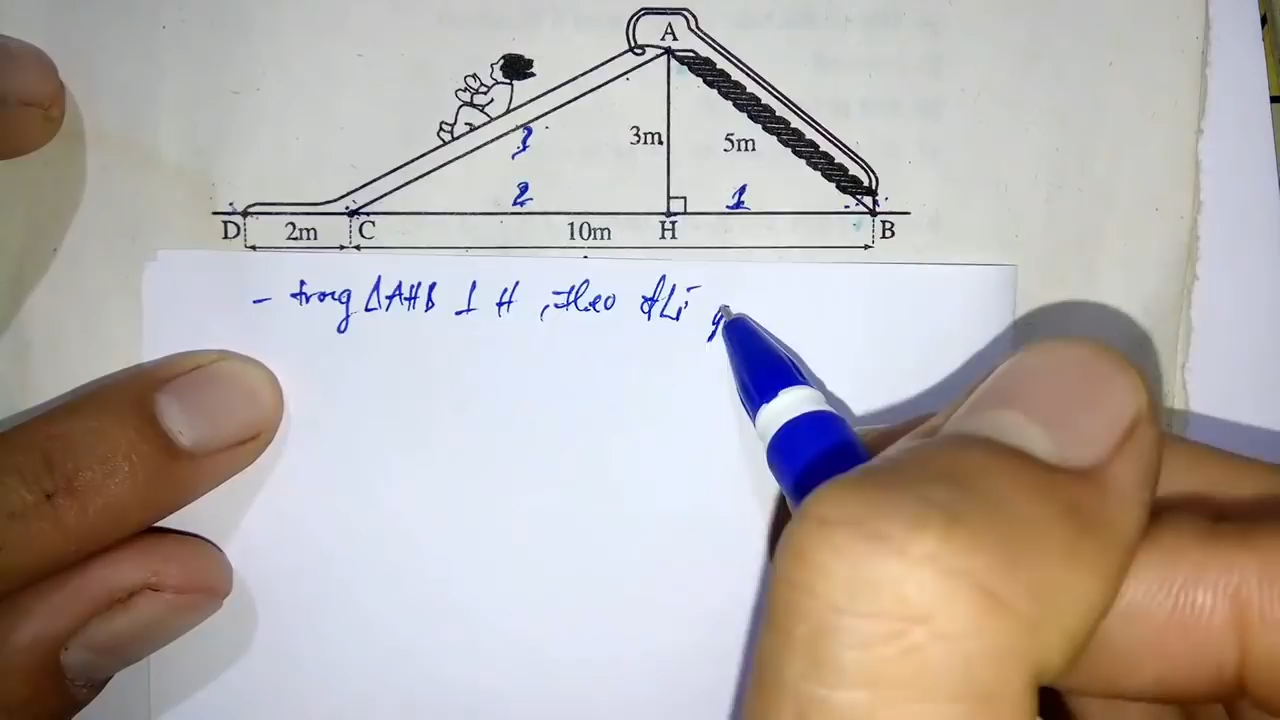 A
3m
5m
3
2
1
D
2m
C
10m
H
B
- trong ΔAHB ⊥ H , theo đLí